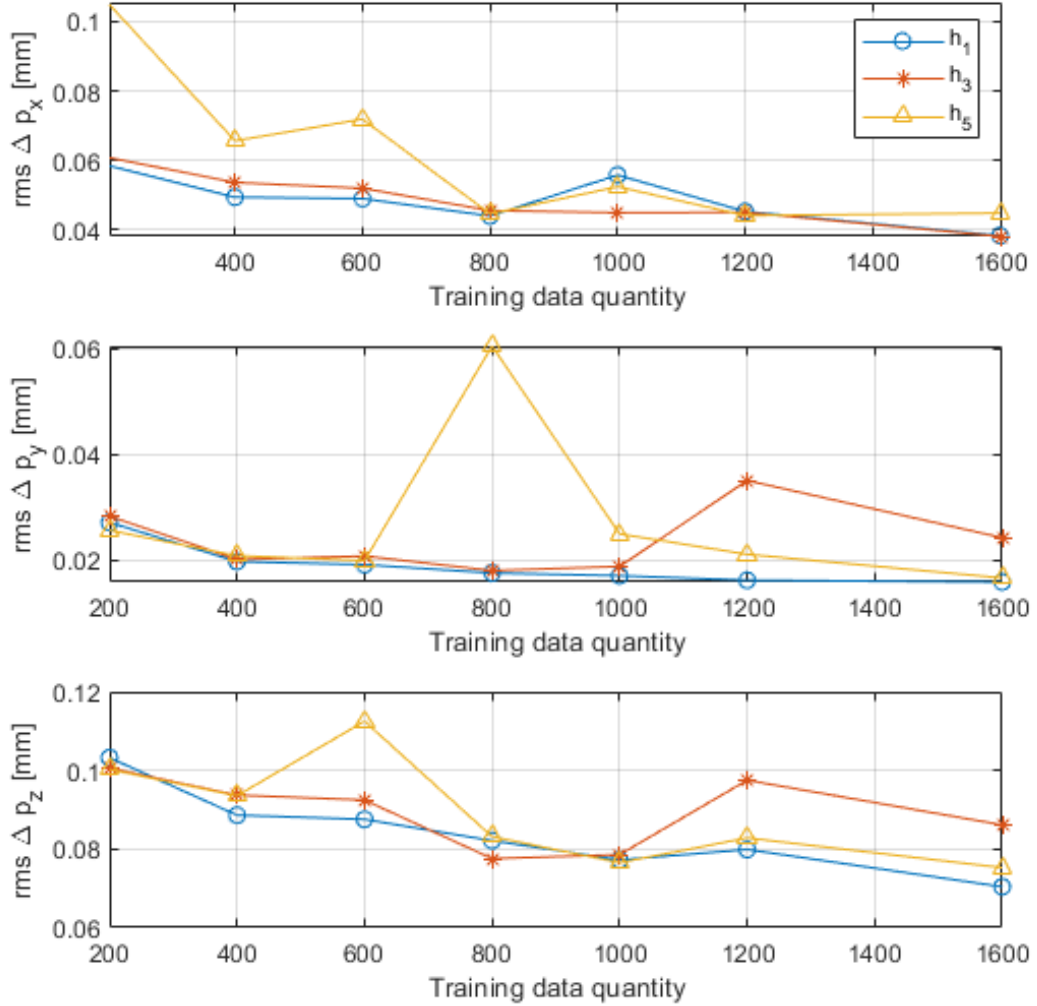 0.1
0.08
0.06
0.04
rms Δ p_x [mm]
h_1
h_3
h_5
400 600 800 1000 1200 1400 1600
Training data quantity
0.06
0.04
0.02
rms Δ p_y [mm]
200 400 600 800 1000 1200 1400 1600
Training data quantity
0.12
0.1
0.08
0.06
rms Δ p_z [mm]
200 400 600 800 1000 1200 1400 1600
Training data quantity